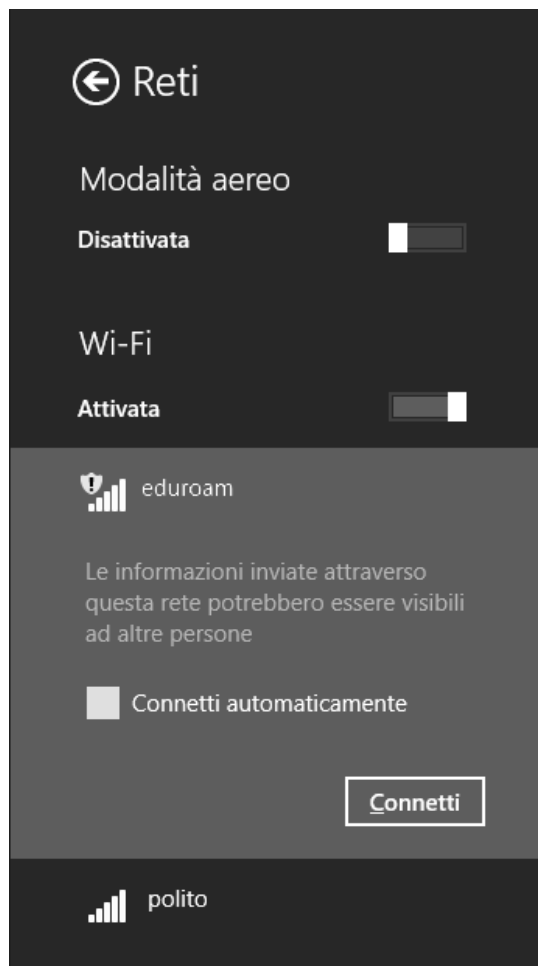 Reti
Modalità aereo
Disattivata
Wi-Fi
Attivata
eduroam
Le informazioni inviate attraverso
questa rete potrebbero essere visibili
ad altre persone
Connetti automaticamente
Connetti
polito